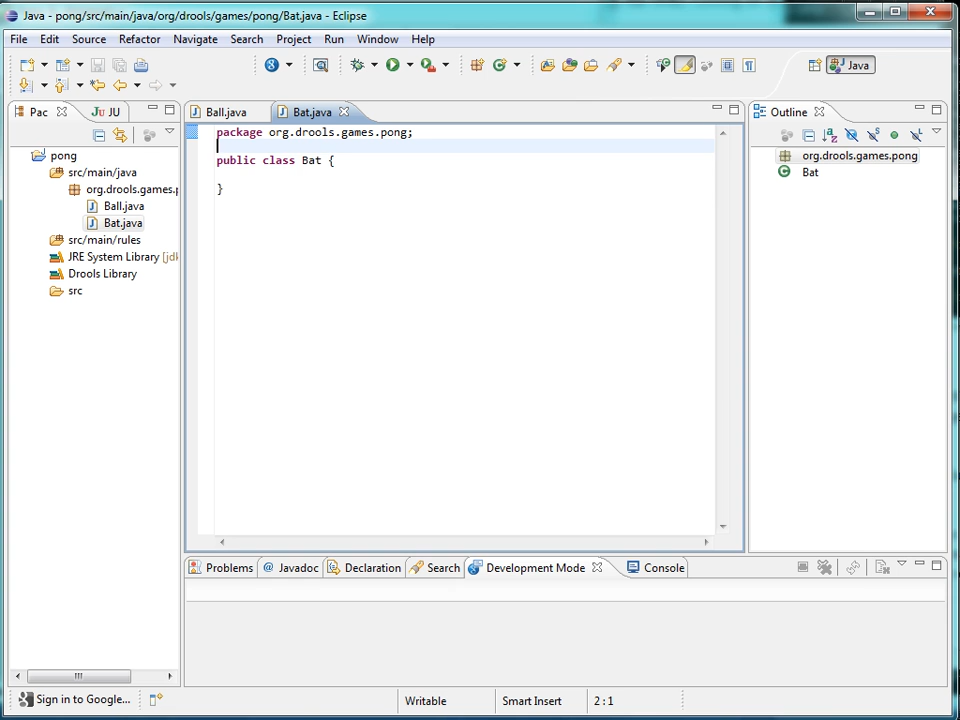 Java - pong/src/main/java/org/drools/games/pong/Bat.java - Eclipse
File Edit Source Refactor Navigate Search Project Run Window Help
Java
Pac JU
Ball.java Bat.java
Outline
package org.drools.games.pong;
public class Bat {
}
pong
src/main/java
org.drools.games.p
Ball.java
Bat.java
src/main/rules
JRE System Library [jdk
Drools Library
src
org.drools.games.pong
Bat
Problems Javadoc Declaration Search Development Mode Console
Sign in to Google...
Writable Smart Insert 2 : 1